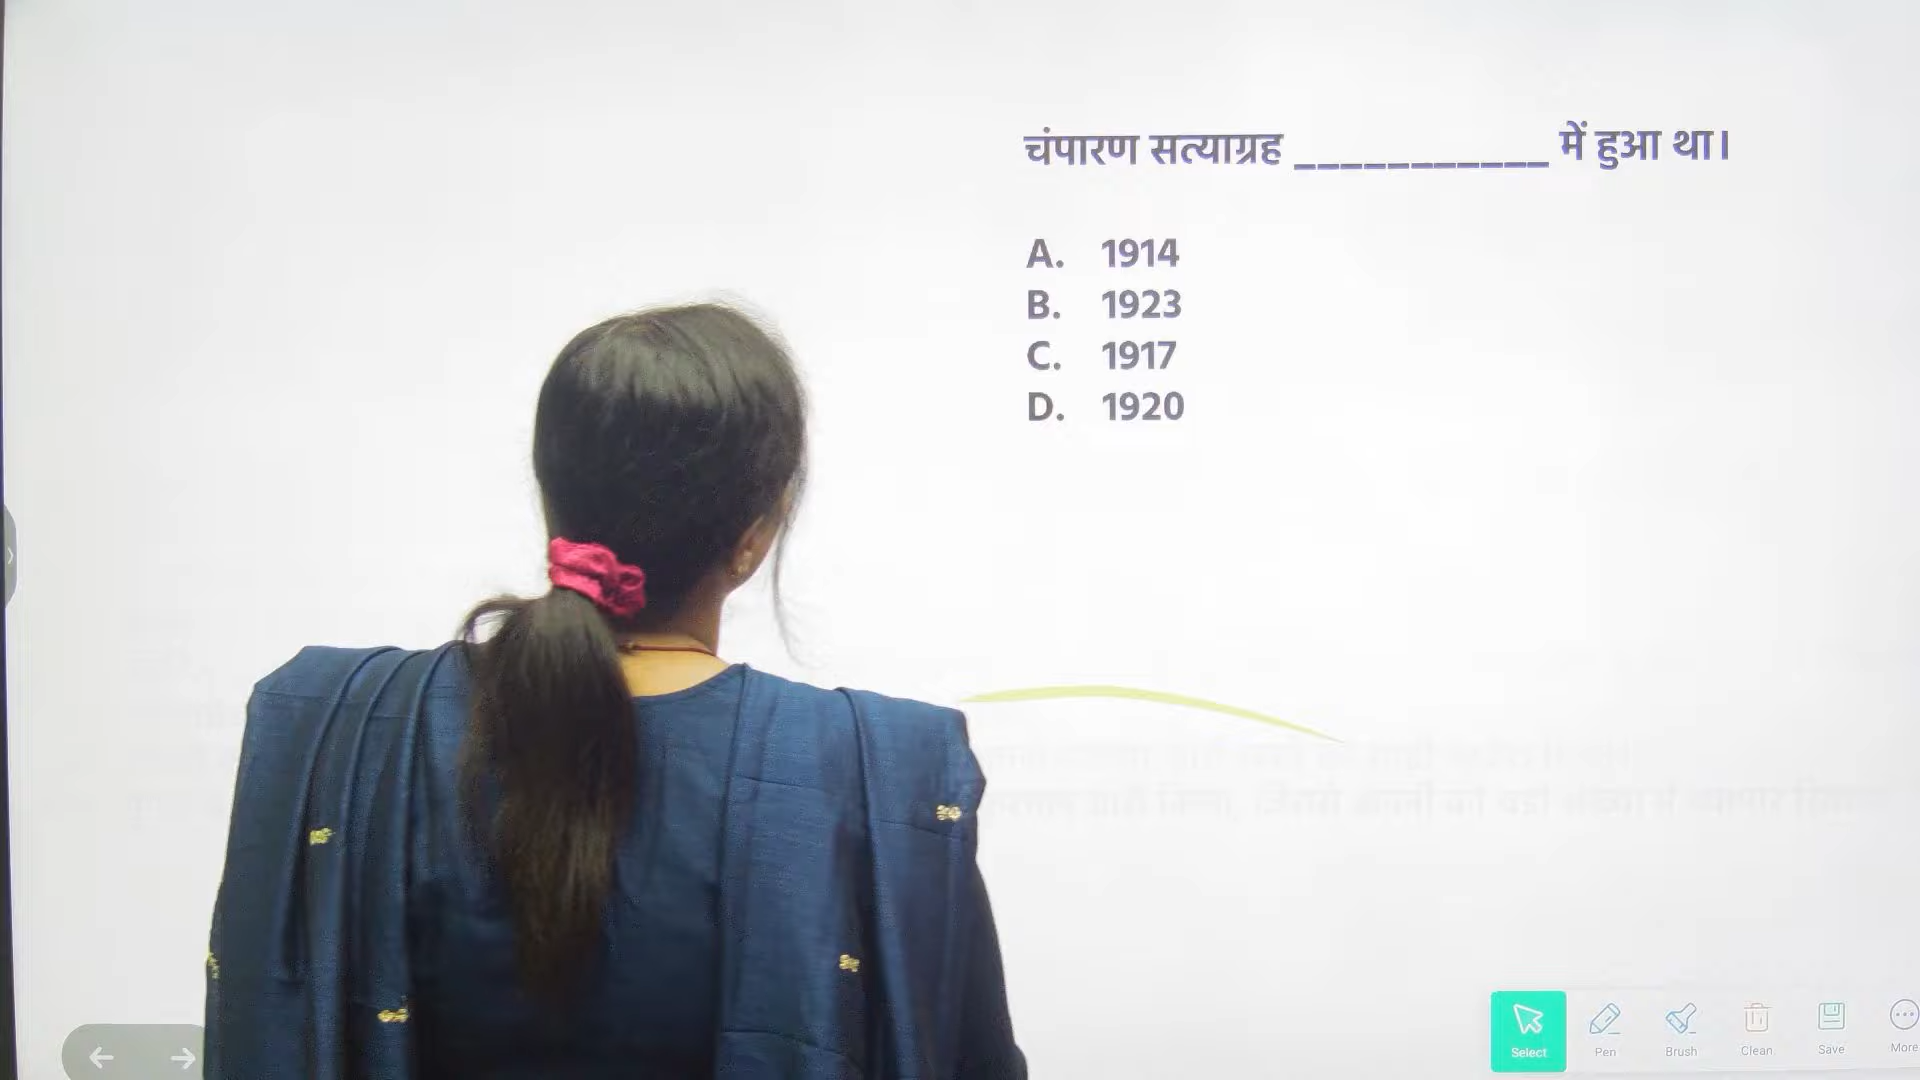 चंपारण सत्याग्रह ___________ में हुआ था।
A. 1914
B. 1923
C. 1917
D. 1920
Select Pen Brush Clean Save More